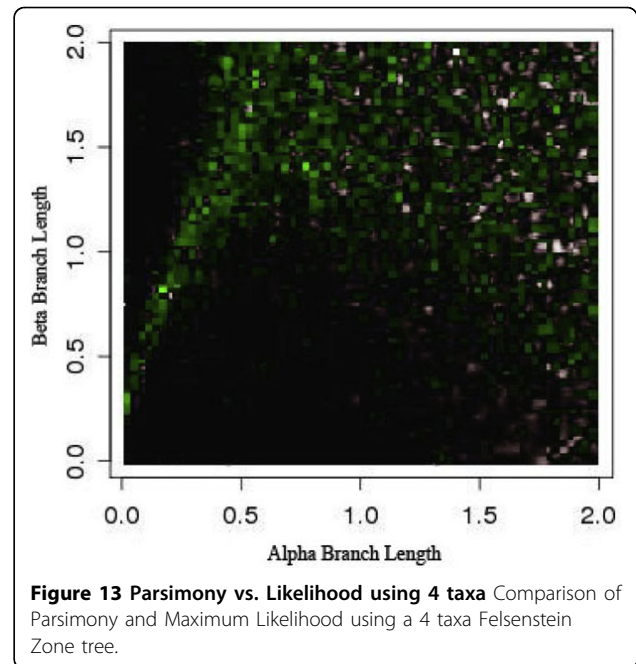 2.0
1.5
1.0
0.5
0.0
Beta Branch Length
0.0 0.5 1.0 1.5 2.0
Alpha Branch Length
Figure 13 Parsimony vs. Likelihood using 4 taxa Comparison of
Parsimony and Maximum Likelihood using a 4 taxa Felsenstein
Zone tree.